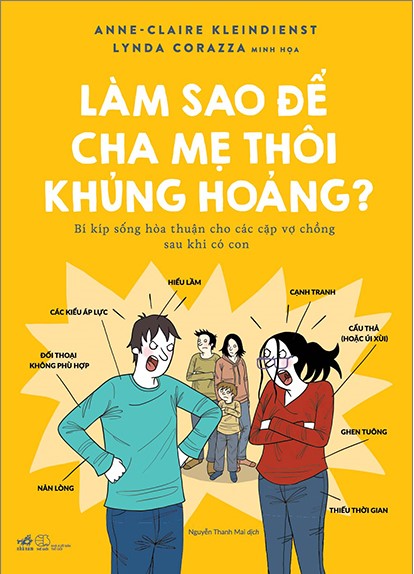 ANNE-CLAIRE KLEINDIENST
LYNDA CORAZZA MINH HỌA
LÀM SAO ĐỂ
CHA MẸ THÔI
KHỦNG HOẢNG?
Bí kíp sống hòa thuận cho các cặp vợ chồng
sau khi có con
HIỂU LẦM
CÁC KIỂU ÁP LỰC
ĐỐI THOẠI
KHÔNG PHÙ HỢP
NẢN LÒNG
CẠNH TRANH
CẨU THẢ
(HOẶC ỦI XÙI)
GHEN TUÔNG
THIẾU THỜI GIAN
Nguyễn Thanh Mai dịch